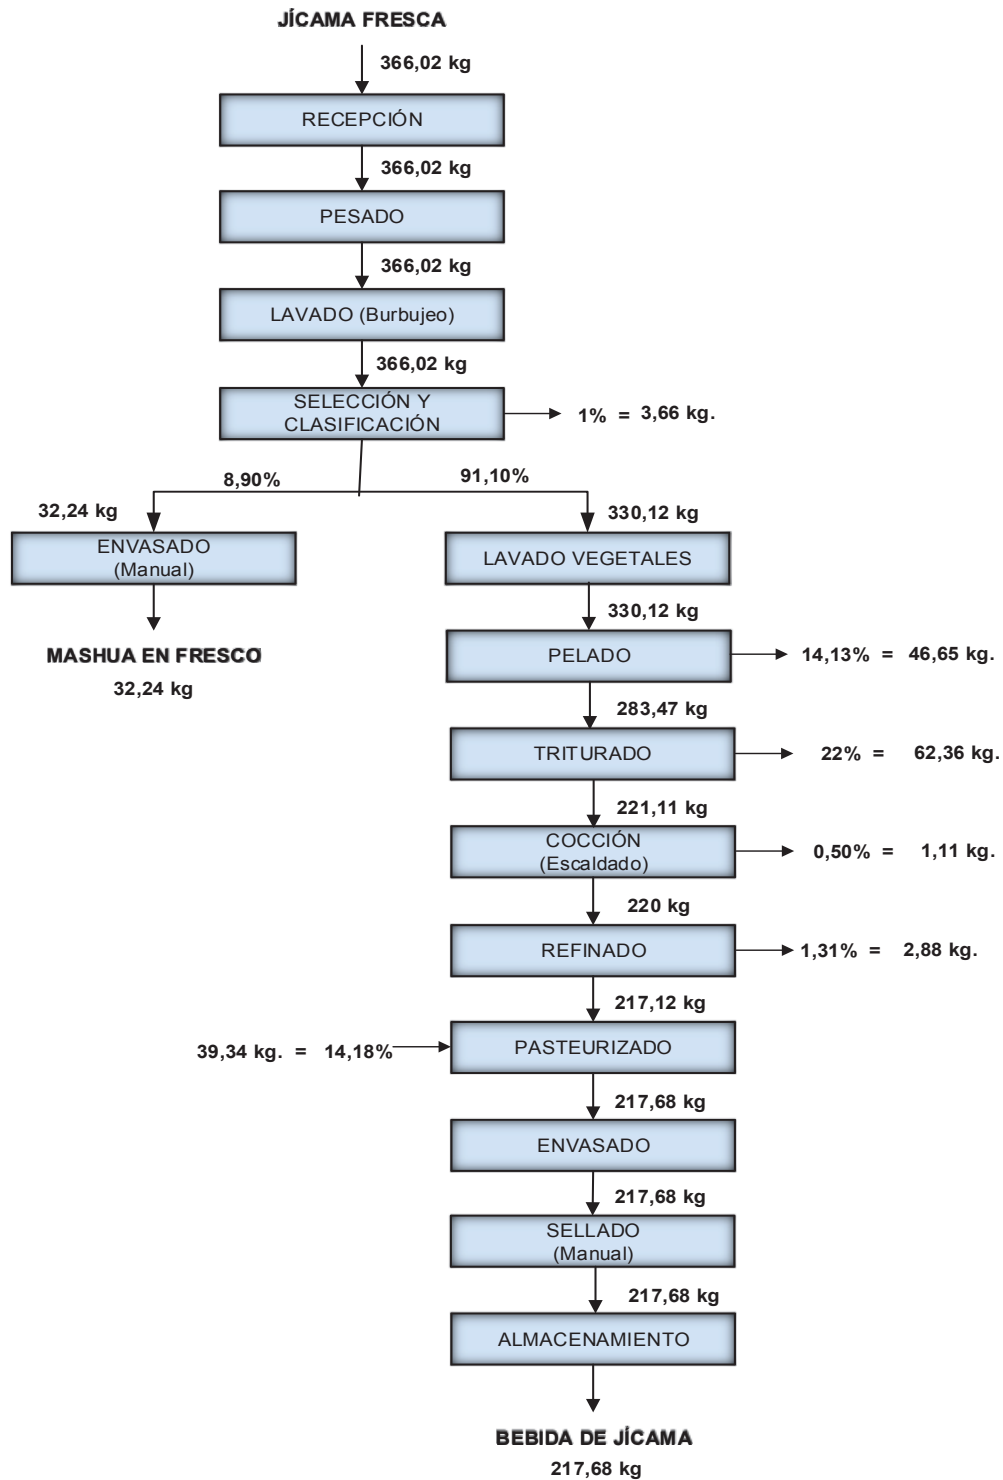 JÍCAMA FRESCA
366,02 kg
RECEPCIÓN
366,02 kg
PESADO
366,02 kg
LAVADO (Burbujeo)
366,02 kg
SELECCIÓN Y
CLASIFICACIÓN
1% = 3,66 kg.
8,90%
91,10%
32,24 kg
330,12 kg
ENVASADO
(Manual)
LAVADO VEGETALES
330,12 kg
MASHUA EN FRESCO
32,24 kg
PELADO
14,13% = 46,65 kg.
283,47 kg
TRITURADO
22% = 62,36 kg.
221,11 kg
COCCIÓN
(Escaldado)
0,50% = 1,11 kg.
220 kg
REFINADO
1,31% = 2,88 kg.
217,12 kg
39,34 kg. = 14,18%
PASTEURIZADO
217,68 kg
ENVASADO
217,68 kg
SELLADO
(Manual)
217,68 kg
ALMACENAMIENTO
BEBIDA DE JÍCAMA
217,68 kg